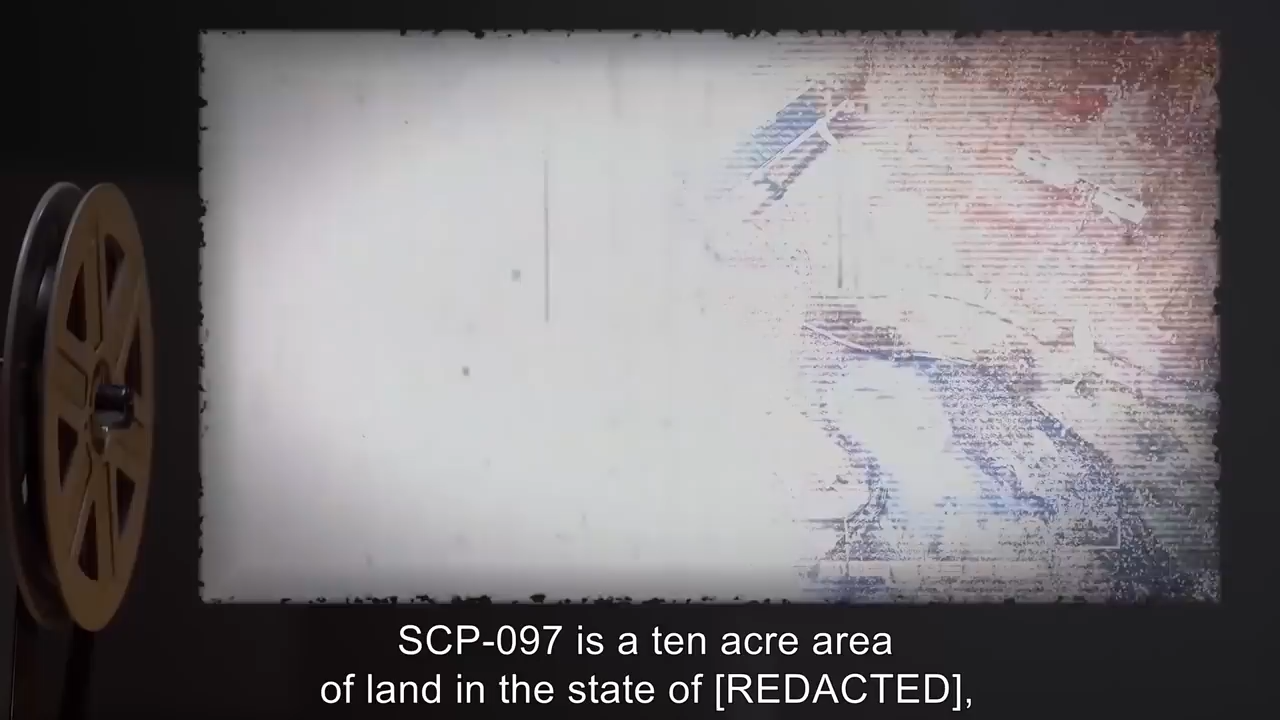 SCP-097 is a ten acre area
of land in the state of [REDACTED],